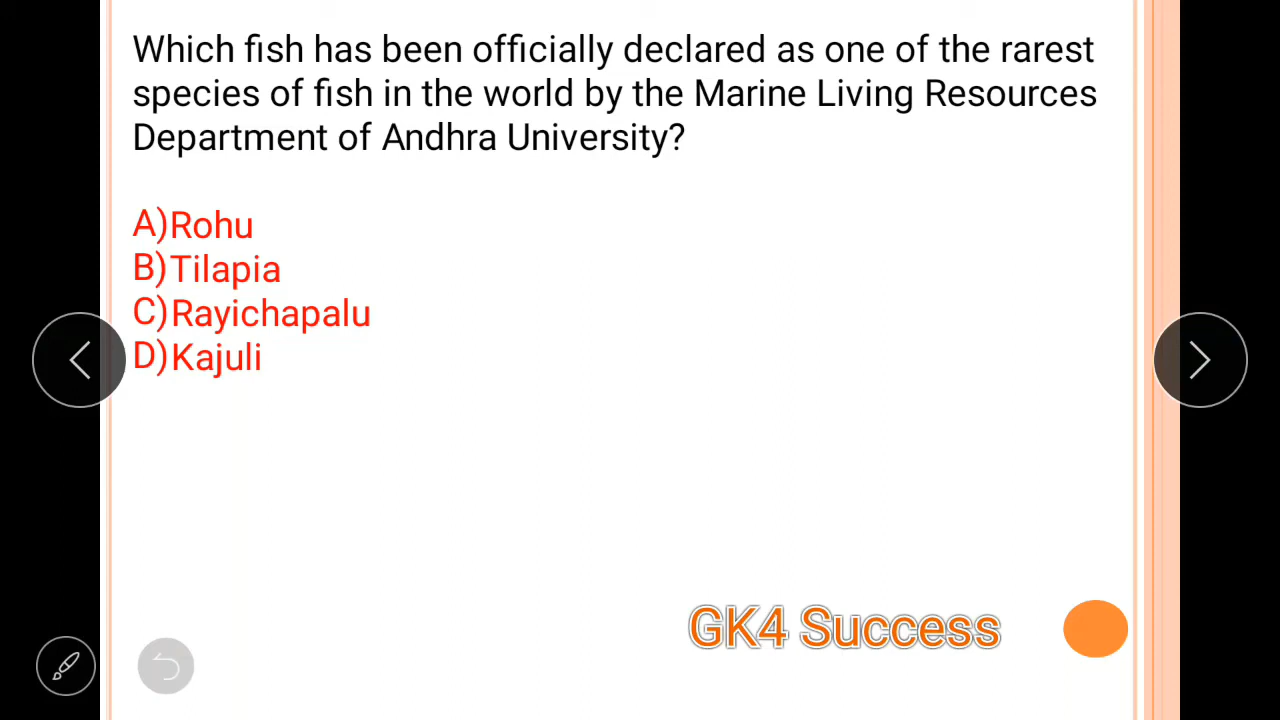 Which fish has been officially declared as one of the rarest
species of fish in the world by the Marine Living Resources
Department of Andhra University?
A)Rohu
B)Tilapia
C)Rayichapalu
D)Kajuli
GK4 Success